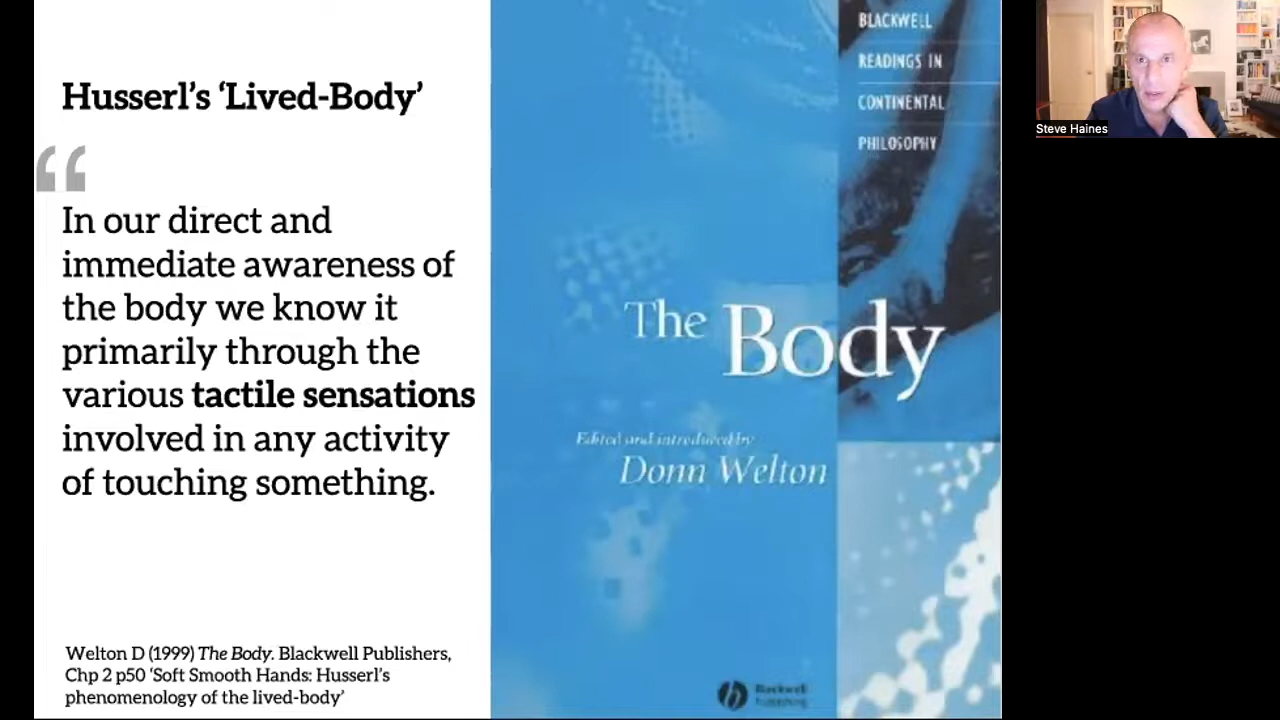 Husserl's 'Lived-Body'
“
In our direct and
immediate awareness of
the body we know it
primarily through the
various tactile sensations
involved in any activity
of touching something.
Welton D (1999) The Body. Blackwell Publishers,
Chp 2 p50 'Soft Smooth Hands: Husserl's
phenomenology of the lived-body'
BLACKWELL
READINGS IN
CONTINENTAL
PHILOSOPHY
The Body
Edited and introduced by
Donn Welton
Blackwell
Publishing
Steve Haines